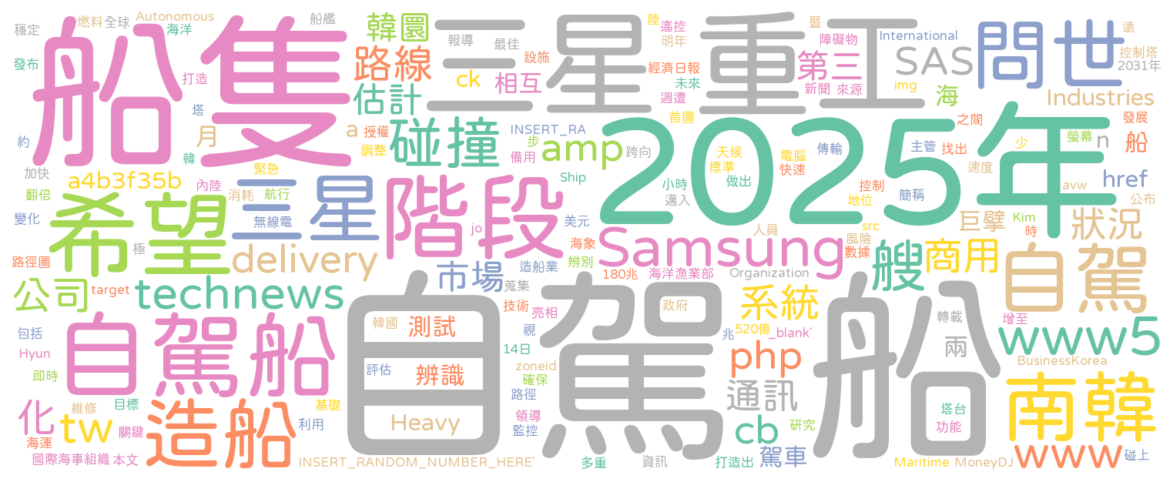 穩定 燃料 全球 Autonomous 海洋 船艦 韓圜 報導 最佳 陸 遙控 明年 暨 障礙物 International 遠 控制塔 2031年
發布 打造 船隻 路線 ck 相互 設施 三星重工 經濟日報 未來 週遭 第三 新聞 來源 SAS img 問世 海 Industries 首圖
塔 約 韓 估計 a 授權 調整 月 碰撞 INSERT_RA 步 備用 amp 跨向 天候 標準 電腦 快速 傳輸 做出 主管 找出 之間 速度 少 螢幕 n 發展 船
加快 翻倍 a4b3f35b 內陸 緊急 消耗 航行 三星 無線電 階段 Ship 小時 邁入 2025年 控制 地位 簡稱 avw href 公布
變化 極 希望 delivery jo 美元 海象 辨別 Samsung 人員 src 風險 數據 艘 商用 巨擘 Kim 時 狀況
路徑圖 公司 target technews 市場 造船業 蒐集 180兆 海洋漁業部 Organization 系統 自駕
包括 自駕船 韓國 測試 自駕船 技術 亮相 視 14日 政府 兆 520億 _blank' 轉載 增至 www5
Hyun 即時 評估 辨識 zoneid 確保 路徑 php 通訊 兩 BusinessKorea
化 維修 目標 tw 關鍵 造船 基礎 利用 Heavy 領導 監控 cb 研究 塔台 功能 南韓
海運 國際海事組織 本文 INSERT_RANDOM_NUMBER_HERE' 多重 資訊 打造出 駕車 Maritime MoneyDJ www 碰上